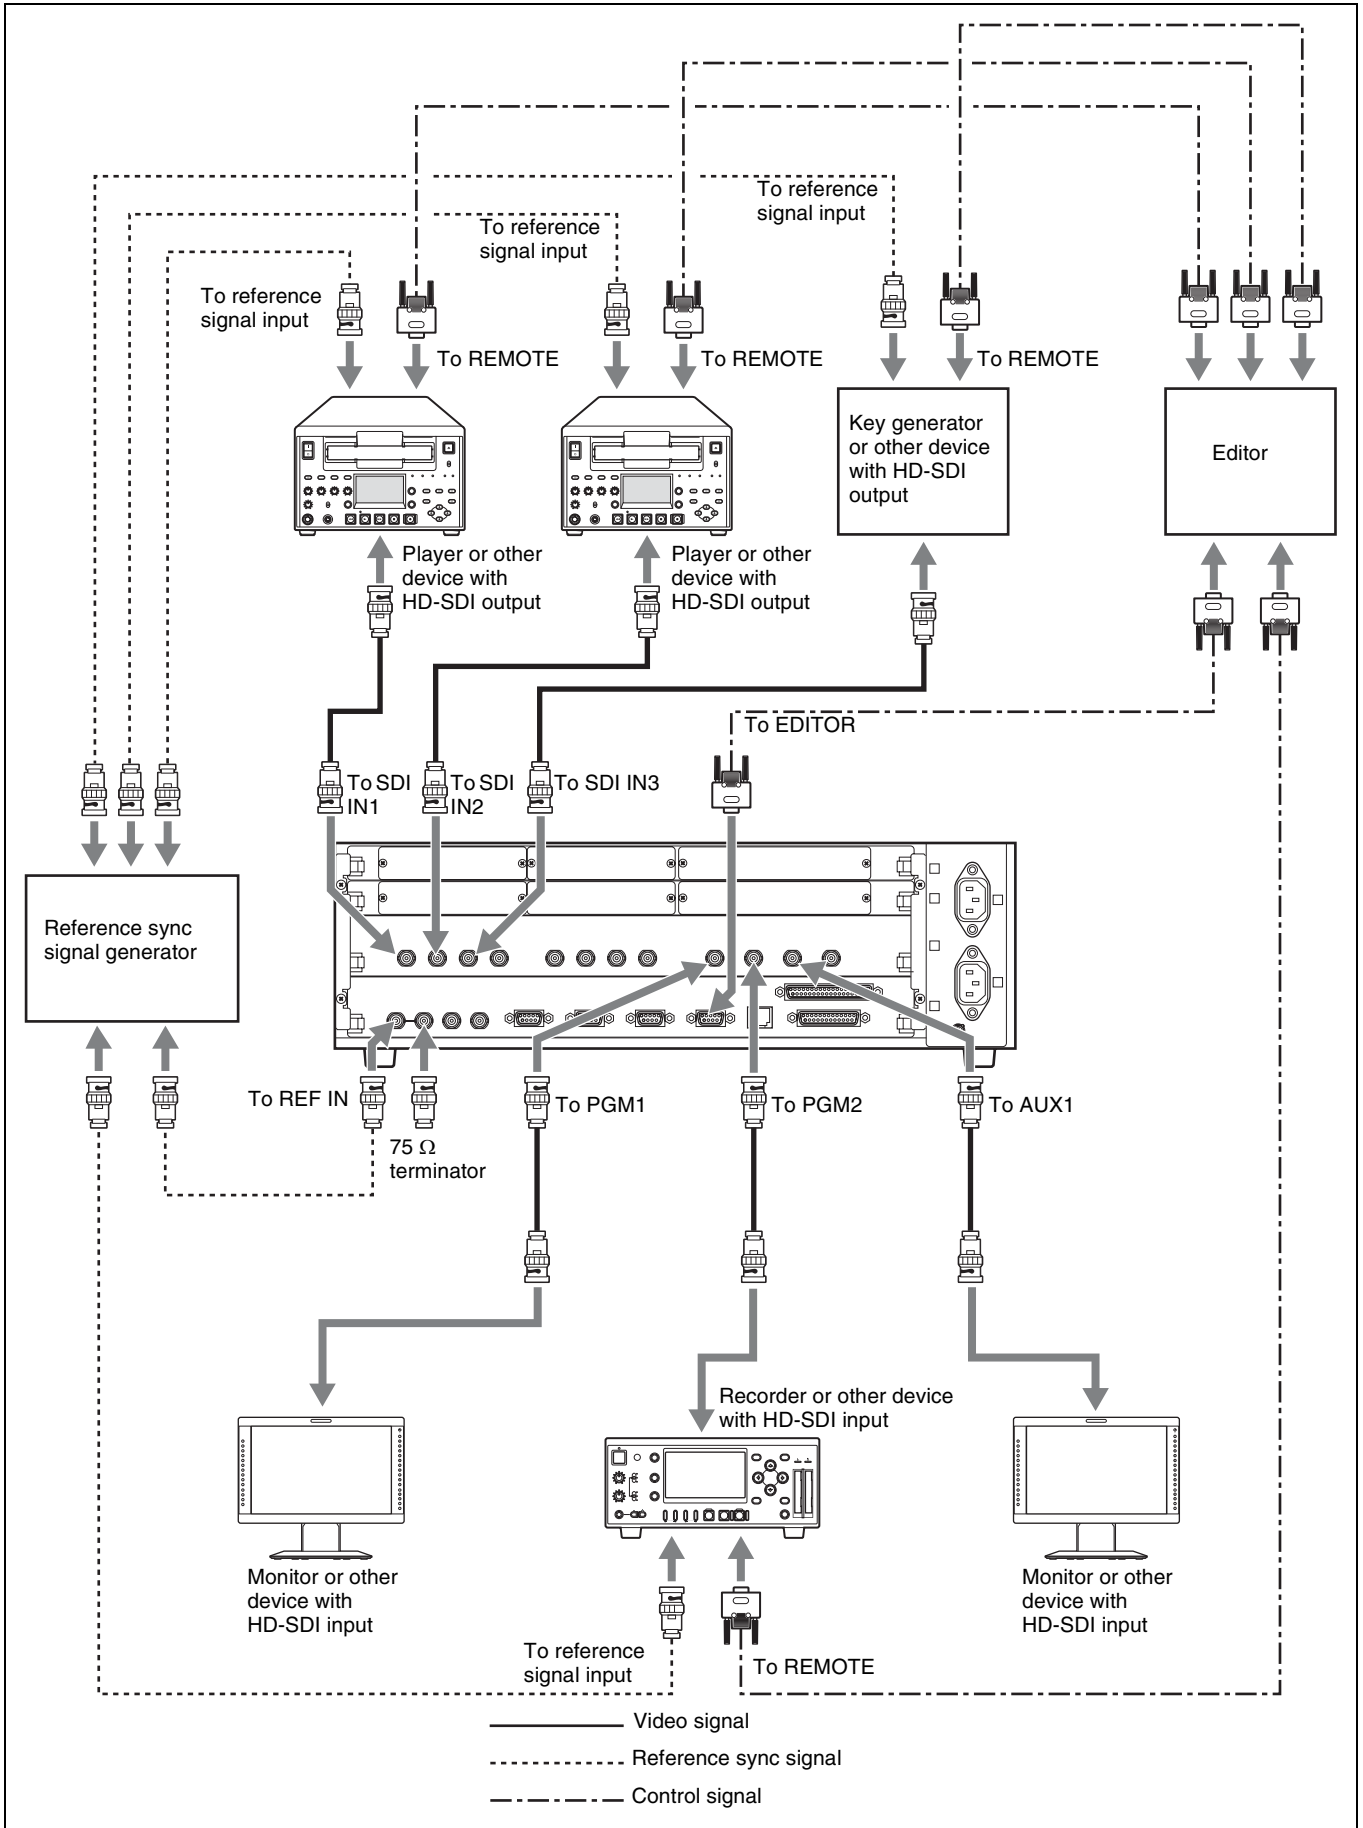 To reference
signal input
To reference
signal input
To reference
signal input
To REMOTE
To REMOTE
To REMOTE
Key generator
or other device
with HD-SDI
output
Editor
Player or other
device with
HD-SDI output
Player or other
device with
HD-SDI output
To EDITOR
To SDI
IN1
To SDI
IN2
To SDI IN3
Reference sync
signal generator
To REF IN
75 Ω
terminator
To PGM1
To PGM2
To AUX1
Recorder or other device
with HD-SDI input
Monitor or other
device with
HD-SDI input
Monitor or other
device with
HD-SDI input
To reference
signal input
To REMOTE
Video signal
Reference sync signal
Control signal